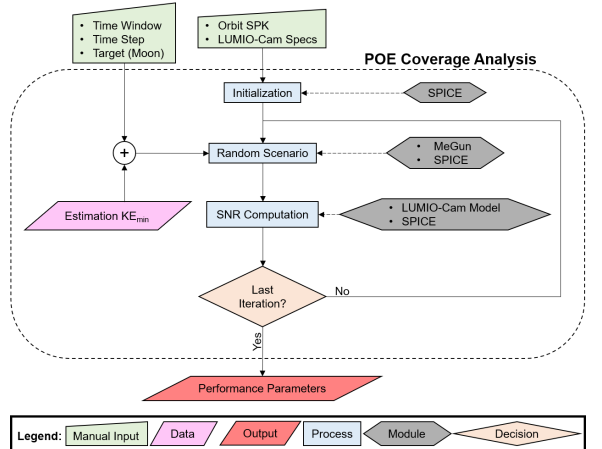 • Time Window
• Time Step
• Target (Moon)
• Orbit SPK
• LUMIO-Cam Specs
POE Coverage Analysis
Initialization
SPICE
+
Random Scenario
• MeGun
• SPICE
Estimation KEmin
SNR Computation
• LUMIO-Cam Model
• SPICE
Last
Iteration?
No
Yes
Performance Parameters
Legend: Manual Input Data Output Process Module Decision